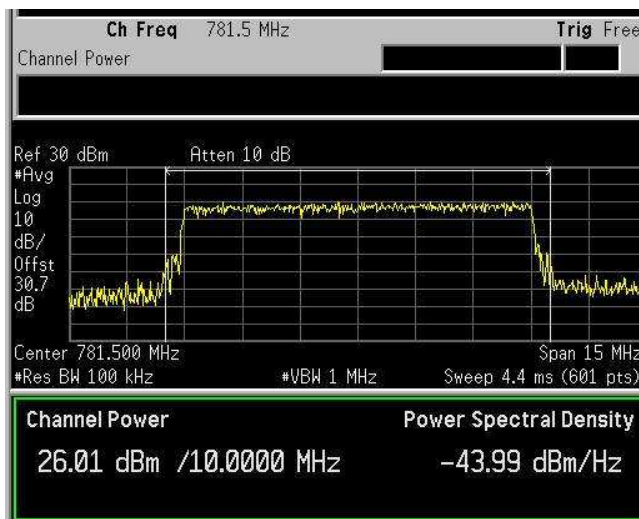 Ch Freq 781.5 MHz Trig Free
Channel Power
Ref 30 dBm Atten 10 dB
#Avg
Log
10
dB/
Offst
30.7
dB
Center 781.500 MHz Span 15 MHz
#Res BW 100 kHz #VBW 1 MHz Sweep 4.4 ms (601 pts)
Channel Power Power Spectral Density
26.01 dBm /10.0000 MHz -43.99 dBm/Hz